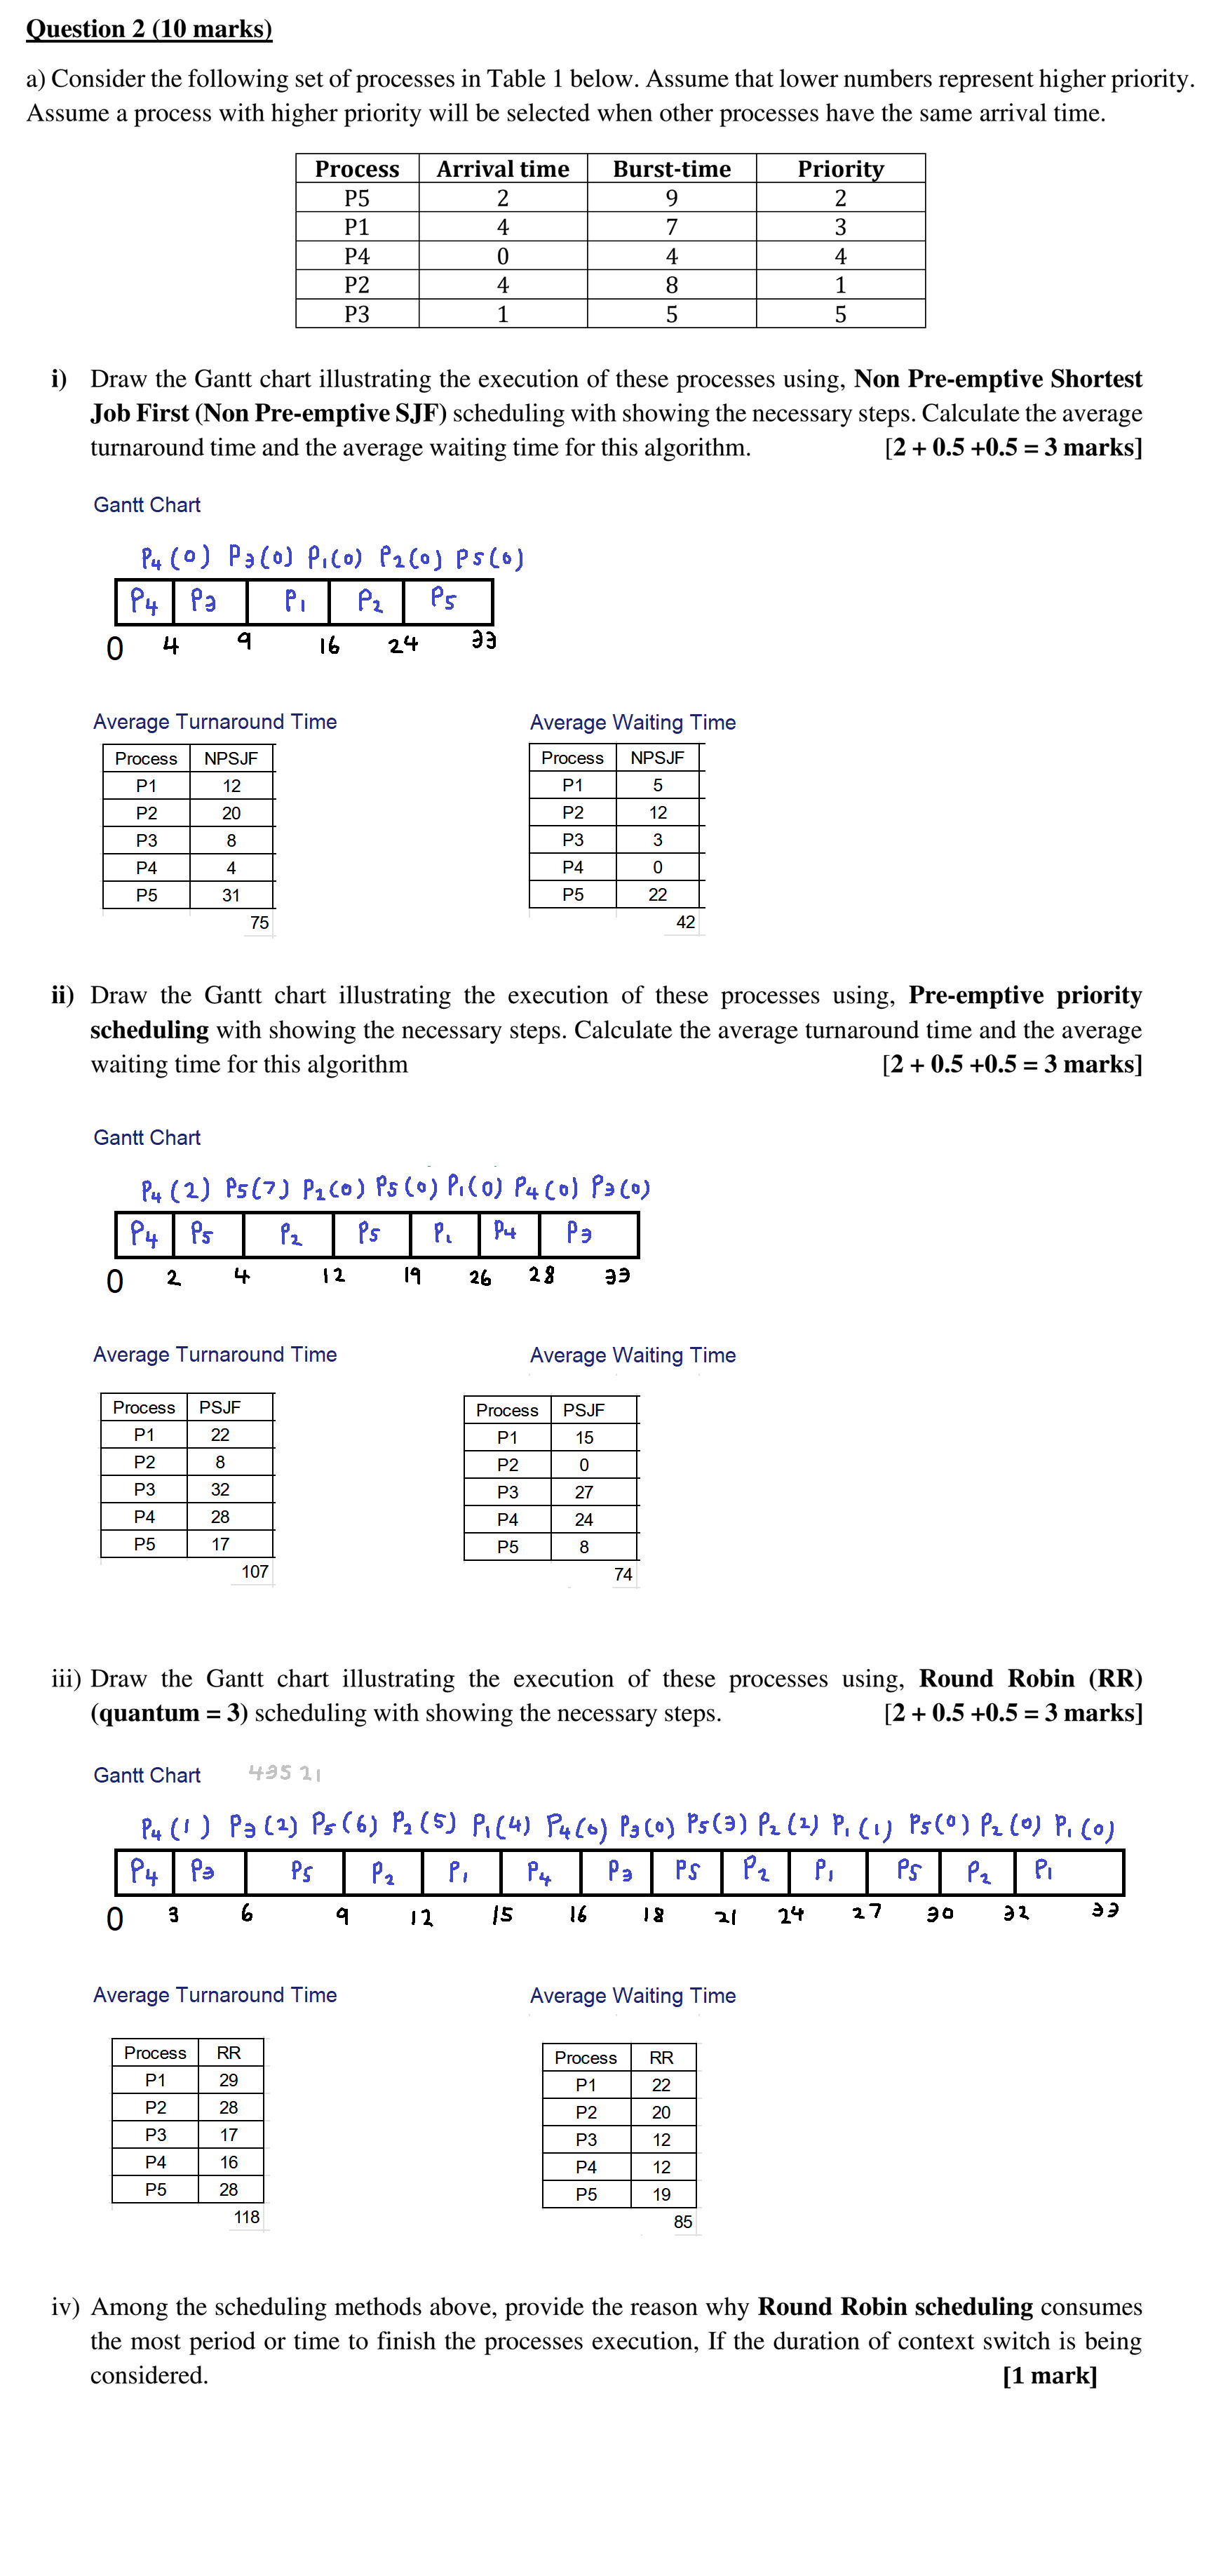 Question 2 (10 marks)
a) Consider the following set of processes in Table 1 below. Assume that lower numbers represent higher priority.
Assume a process with higher priority will be selected when other processes have the same arrival time.
Process Arrival time Burst-time Priority
P5 2 9 2
P1 4 7 3
P4 0 4 4
P2 4 8 1
P3 1 5 5
i) Draw the Gantt chart illustrating the execution of these processes using, Non Pre-emptive Shortest
Job First (Non Pre-emptive SJF) scheduling with showing the necessary steps. Calculate the average
turnaround time and the average waiting time for this algorithm. [2 + 0.5 +0.5 = 3 marks]
Gantt Chart
P4 (0) P3 (0) P1 (0) P2 (0) P5 (0)
P4 P3 P1 P2 P5
0 4 9 16 24 33
Average Turnaround Time Average Waiting Time
Process NPSJF Process NPSJF
P1 12 P1 5
P2 20 P2 12
P3 8 P3 3
P4 4 P4 0
P5 31 P5 22
75 42
ii) Draw the Gantt chart illustrating the execution of these processes using, Pre-emptive priority
scheduling with showing the necessary steps. Calculate the average turnaround time and the average
waiting time for this algorithm [2 + 0.5 +0.5 = 3 marks]
Gantt Chart
P4 (2) P5 (7) P2 (0) P5 (0) P1 (0) P4 (0) P3 (0)
P4 P5 P2 P5 P1 P4 P3
0 2 4 12 19 26 28 33
Average Turnaround Time Average Waiting Time
Process PSJF Process PSJF
P1 22 P1 15
P2 8 P2 0
P3 32 P3 27
P4 28 P4 24
P5 17 P5 8
107 74
iii) Draw the Gantt chart illustrating the execution of these processes using, Round Robin (RR)
(quantum = 3) scheduling with showing the necessary steps. [2 + 0.5 +0.5 = 3 marks]
Gantt Chart 43521
P4 (1) P3 (2) P5 (6) P2 (5) P1 (4) P4 (0) P3 (0) P5 (3) P2 (2) P1 (1) P5 (0) P2 (0) P1 (0)
P4 P3 P5 P2 P1 P4 P3 P5 P2 P1 P5 P2 P1
0 3 6 9 12 15 16 18 21 24 27 30 32 33
Average Turnaround Time Average Waiting Time
Process RR Process RR
P1 29 P1 22
P2 28 P2 20
P3 17 P3 12
P4 16 P4 12
P5 28 P5 19
118 85
iv) Among the scheduling methods above, provide the reason why Round Robin scheduling consumes
the most period or time to finish the processes execution, If the duration of context switch is being
considered. [1 mark]